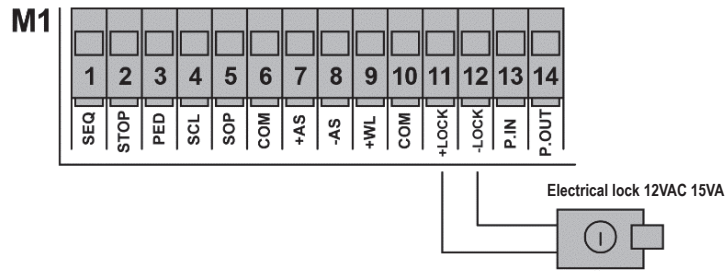 M1
1 2 3 4 5 6 7 8 9 10 11 12 13 14
SEQ
STOP
PED
SCL
SOP
COM
+AS
-AS
+WL
COM
+LOCK
-LOCK
P.IN
P.OUT
Electrical lock 12VAC 15VA